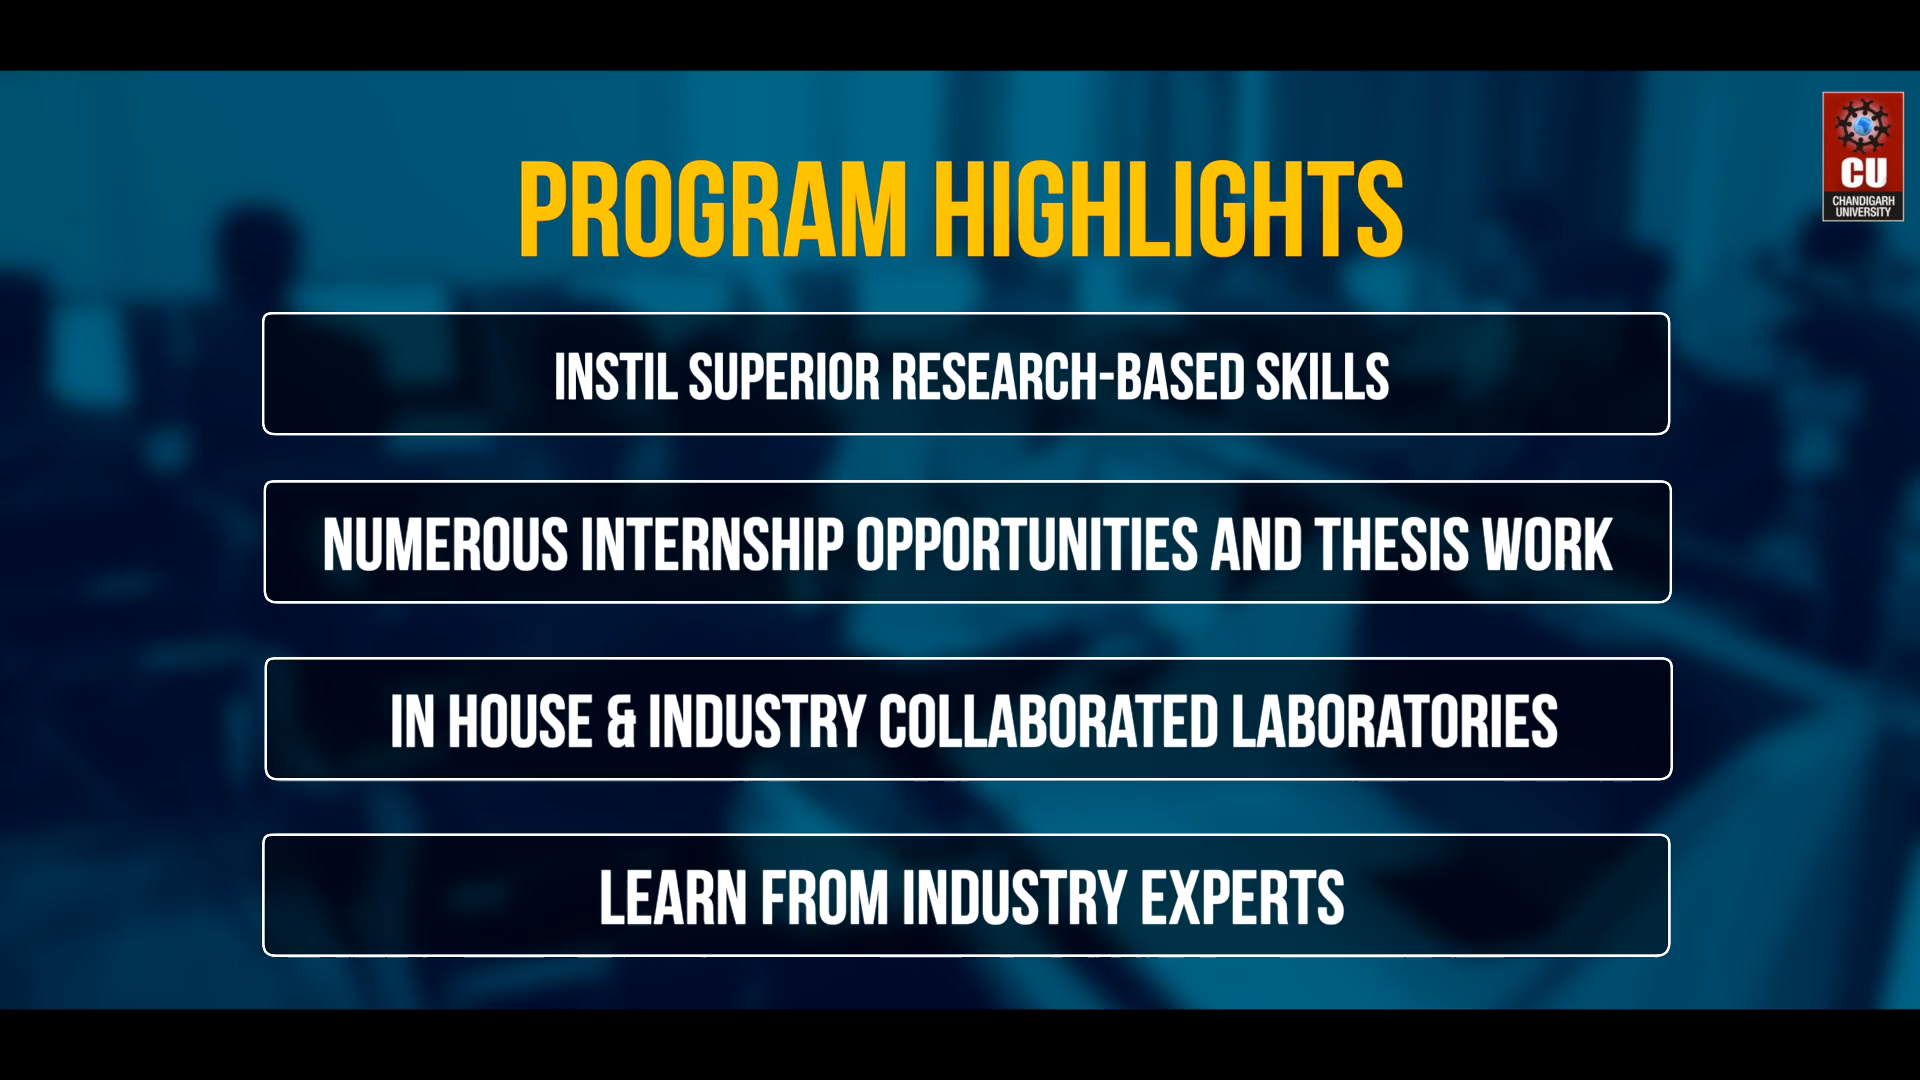 PROGRAM HIGHLIGHTS
CU
CHANDIGARH
UNIVERSITY
INSTIL SUPERIOR RESEARCH-BASED SKILLS
NUMEROUS INTERNSHIP OPPORTUNITIES AND THESIS WORK
IN HOUSE & INDUSTRY COLLABORATED LABORATORIES
LEARN FROM INDUSTRY EXPERTS